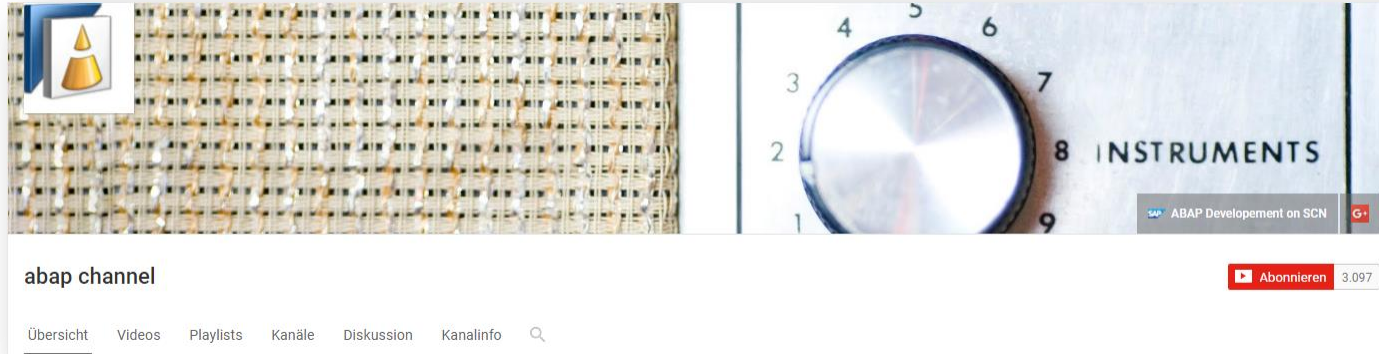 5
4 6
3 7
2 8 INSTRUMENTS
1 9
SAP ABAP Developement on SCN G+
abap channel
Abonnieren 3.097
Übersicht Videos Playlists Kanäle Diskussion Kanalinfo